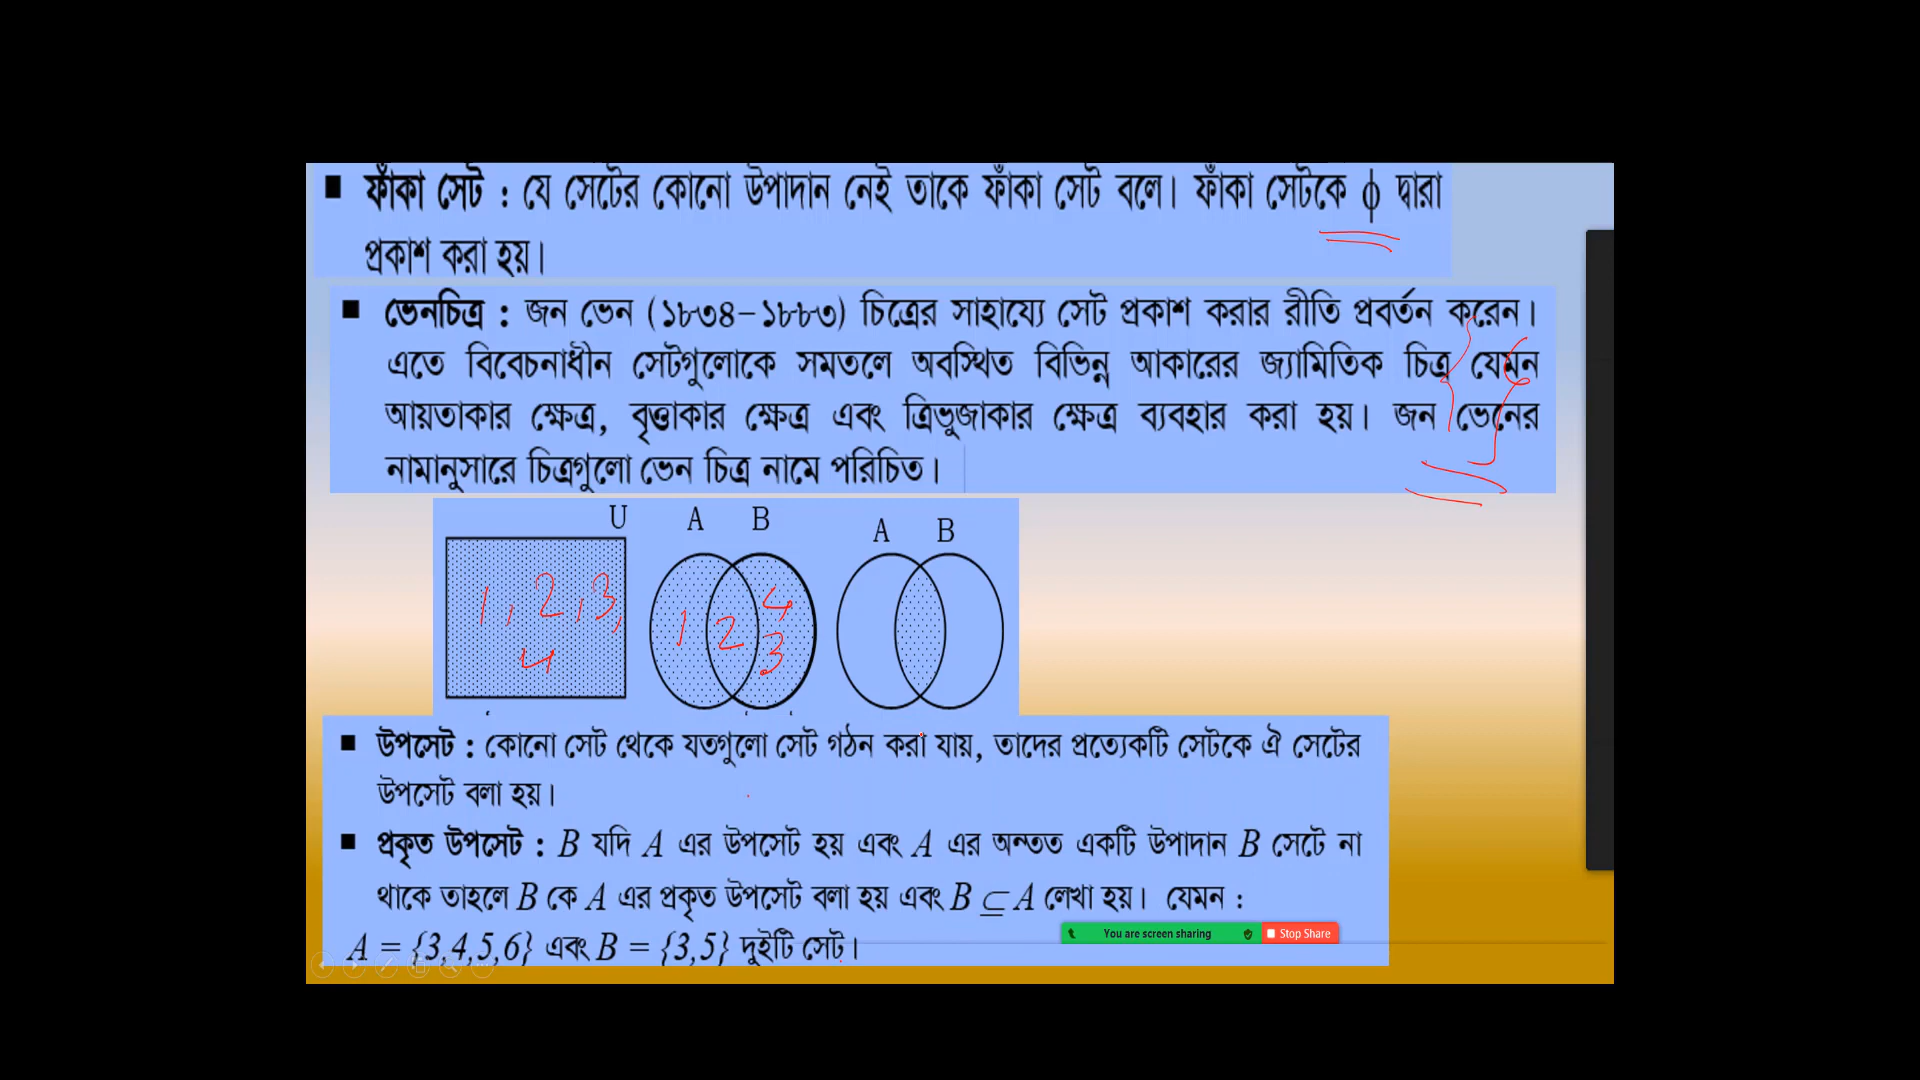 ▪ ফাঁকা সেট : যে সেটের কোনো উপাদান নেই তাকে ফাঁকা সেট বলে। ফাঁকা সেটকে ϕ দ্বারা
প্রকাশ করা হয়।
▪ ভেনচিত্র : জন ভেন (১৮৩৪–১৮৮৩) চিত্রের সাহায্যে সেট প্রকাশ করার রীতি প্রবর্তন করেন।
এতে বিবেচনাধীন সেটগুলোকে সমতলে অবস্থিত বিভিন্ন আকারের জ্যামিতিক চিত্র যেমন
আয়তাকার ক্ষেত্র, বৃত্তাকার ক্ষেত্র এবং ত্রিভুজাকার ক্ষেত্র ব্যবহার করা হয়। জন ভেনের
নামানুসারে চিত্রগুলো ভেন চিত্র নামে পরিচিত।
U A B A B
1, 2, 3,
4
1 2 4
3
▪ উপসেট : কোনো সেট থেকে যতগুলো সেট গঠন করা যায়, তাদের প্রত্যেকটি সেটকে ঐ সেটের
উপসেট বলা হয়।
▪ প্রকৃত উপসেট : B যদি A এর উপসেট হয় এবং A এর অন্তত একটি উপাদান B সেটে না
থাকে তাহলে B কে A এর প্রকৃত উপসেট বলা হয় এবং B ⊆ A লেখা হয়। যেমন :
A = {3,4,5,6} এবং B = {3,5} দুইটি সেট।
You are screen sharing Stop Share